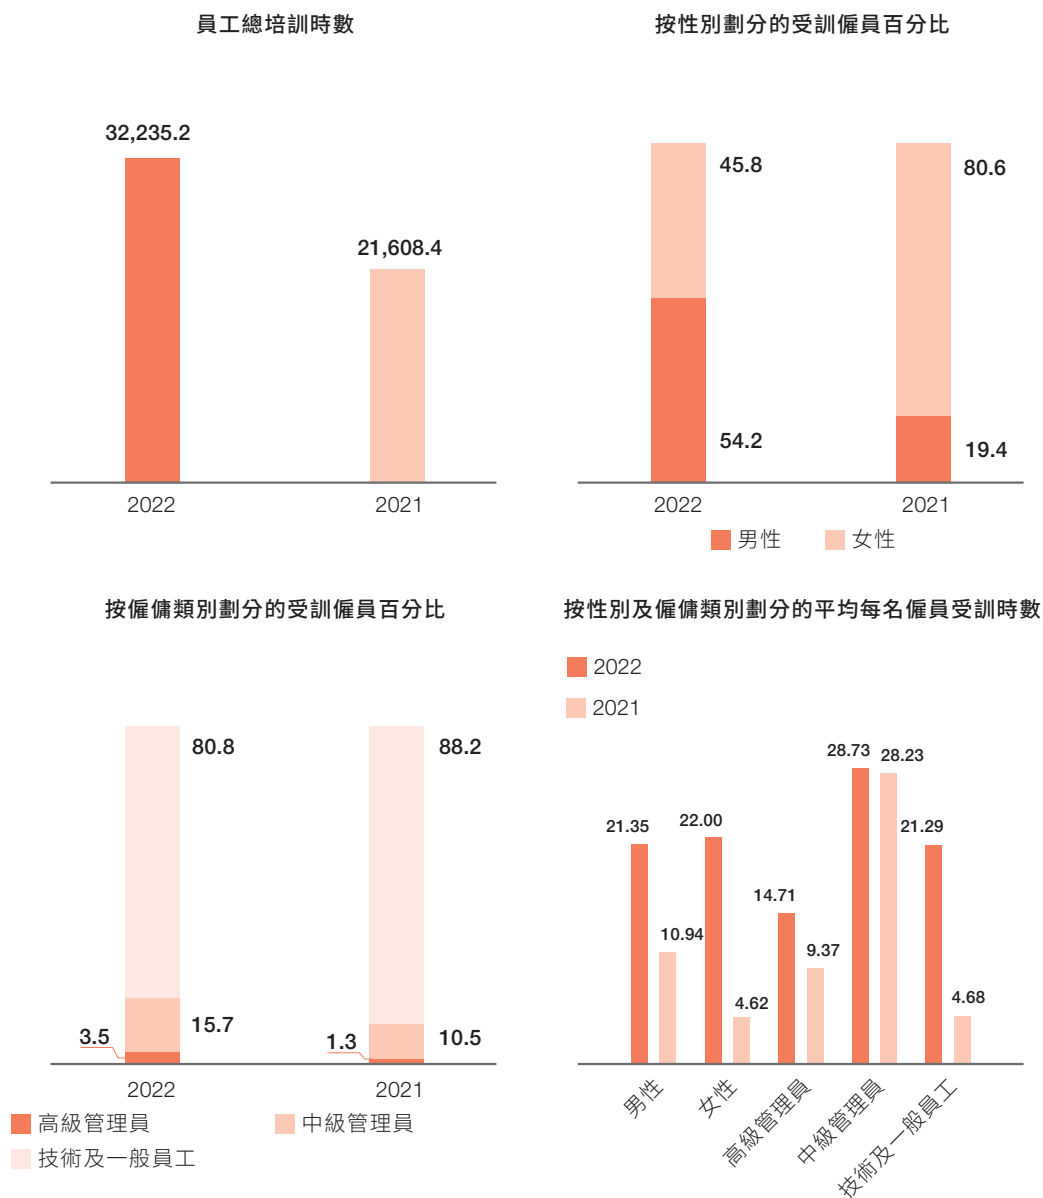 員工總培訓時數
32,235.2
21,608.4
2022
2021
按性別劃分的受訓僱員百分比
45.8
80.6
54.2
19.4
2022
2021
男性
女性
按僱傭類別劃分的受訓僱員百分比
80.8
88.2
3.5
15.7
1.3
10.5
2022
2021
高級管理員
中級管理員
技術及一般員工
按性別及僱傭類別劃分的平均每名僱員受訓時數
2022
2021
21.35
10.94
22.00
4.62
14.71
9.37
28.73
28.23
21.29
4.68
男性
女性
高級管理員
中級管理員
技術及一般員工